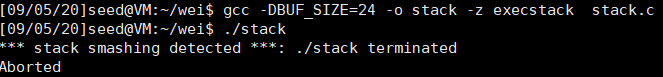 [09/05/20]seed@VM:~/wei$ gcc -DBUF_SIZE=24 -o stack -z execstack  stack.c
[09/05/20]seed@VM:~/wei$ ./stack
*** stack smashing detected ***: ./stack terminated
Aborted